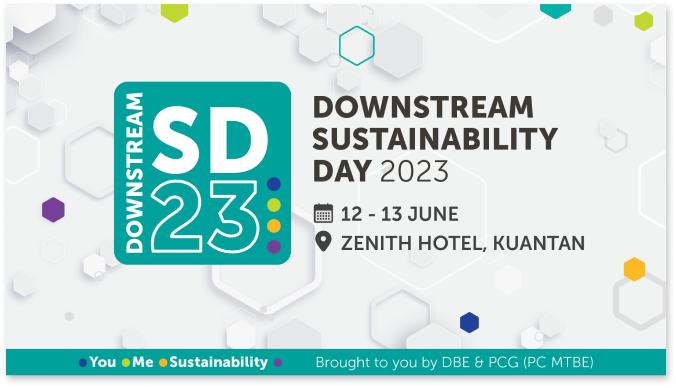 DOWNSTREAM
SD
23
DOWNSTREAM
SUSTAINABILITY
DAY 2023
12 - 13 JUNE
ZENITH HOTEL, KUANTAN
You Me Sustainability
Brought to you by DBE & PCG (PC MTBE)